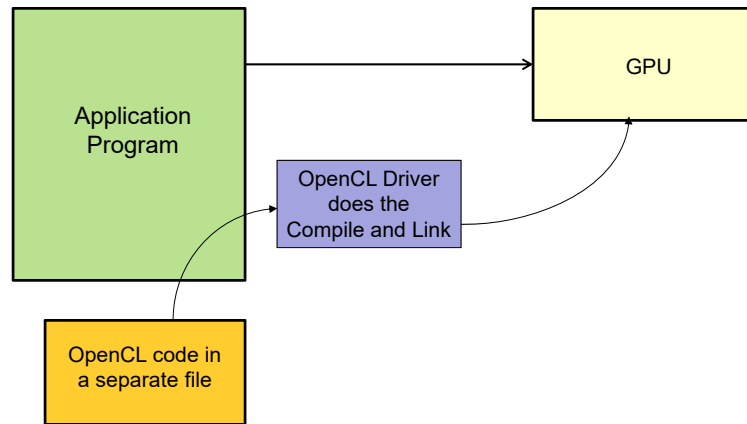 Application
Program
GPU
OpenCL Driver
does the
Compile and Link
OpenCL code in
a separate file